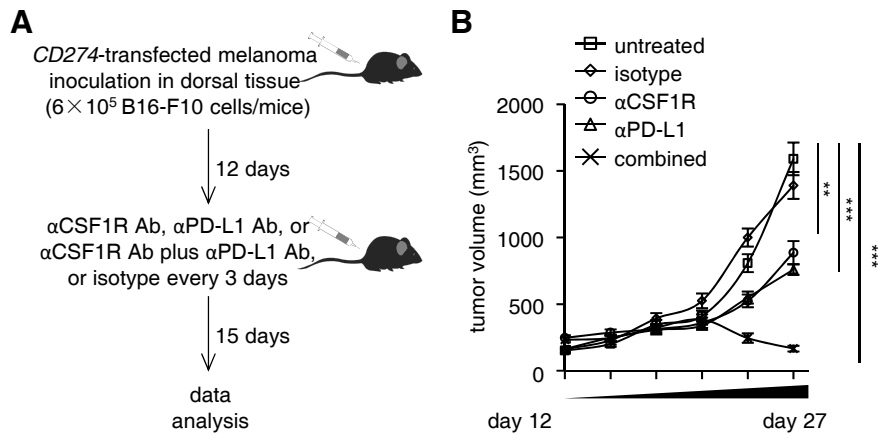 A
CD274-transfected melanoma
inoculation in dorsal tissue
(6×10⁵ B16-F10 cells/mice)
12 days
αCSF1R Ab, αPD-L1 Ab, or
αCSF1R Ab plus αPD-L1 Ab,
or isotype every 3 days
15 days
data
analysis
B
untreated
isotype
αCSF1R
αPD-L1
combined
tumor volume (mm³)
2000
1500
1000
500
0
**
***
***
day 12
day 27